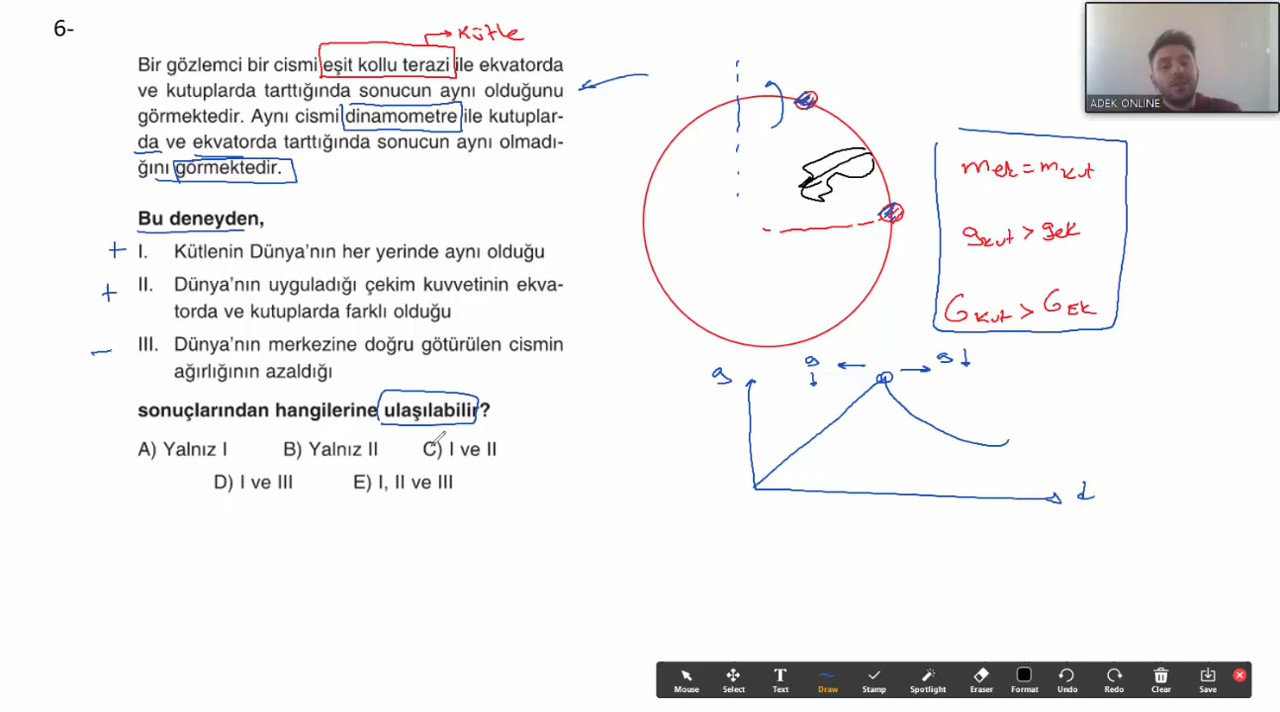 6-
→ Kütle
Bir gözlemci bir cismi eşit kollu terazi ile ekvatorda
ve kutuplarda tarttığında sonucun aynı olduğunu
görmektedir. Aynı cismi dinamometre ile kutuplar-
da ve ekvatorda tarttığında sonucun aynı olmadı-
ğını görmektedir.
Bu deneyden,
+ I. Kütlenin Dünya'nın her yerinde aynı olduğu
+ II. Dünya'nın uyguladığı çekim kuvvetinin ekva-
torda ve kutuplarda farklı olduğu
– III. Dünya'nın merkezine doğru götürülen cismin
ağırlığının azaldığı
sonuçlarından hangilerine ulaşılabilir?
A) Yalnız I B) Yalnız II C) I ve II
D) I ve III E) I, II ve III
ADEK ONLINE
mek = mkut
gkut > gek
Gkut > GEk
g ↓ ← → g ↓
g
d
Mouse Select Text Draw Stamp Spotlight Eraser Format Undo Redo Clear Save